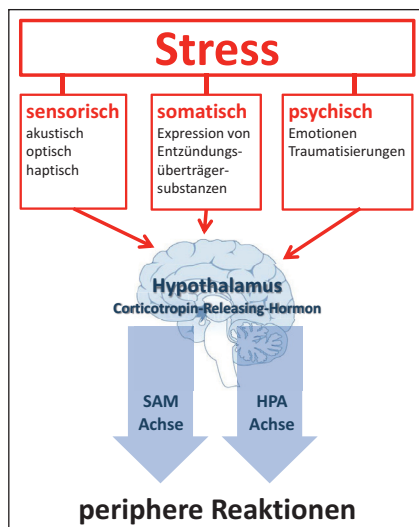 Stress
sensorisch
akustisch
optisch
haptisch
somatisch
Expression von
Entzündungs-
überträger-
substanzen
psychisch
Emotionen
Traumatisierungen
Hypothalamus
Corticotropin-Releasing-Hormon
SAM
Achse
HPA
Achse
periphere Reaktionen